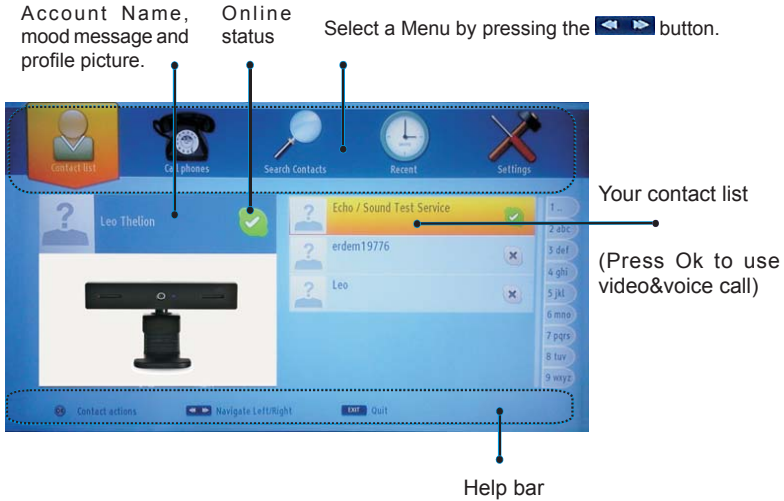 Account Name,
mood message and
profile picture.
Online
status
Select a Menu by pressing the button.
Contact list
Call phones
Search Contacts
Recent
Settings
Leo Thelion
Echo / Sound Test Service
erdem19776
Leo
1 _
2 abc
3 def
4 ghi
5 jkl
6 mno
7 pqrs
8 tuv
9 wxyz
Your contact list
(Press Ok to use
video&voice call)
OK Contact actions
Navigate Left/Right
EXIT Quit
Help bar